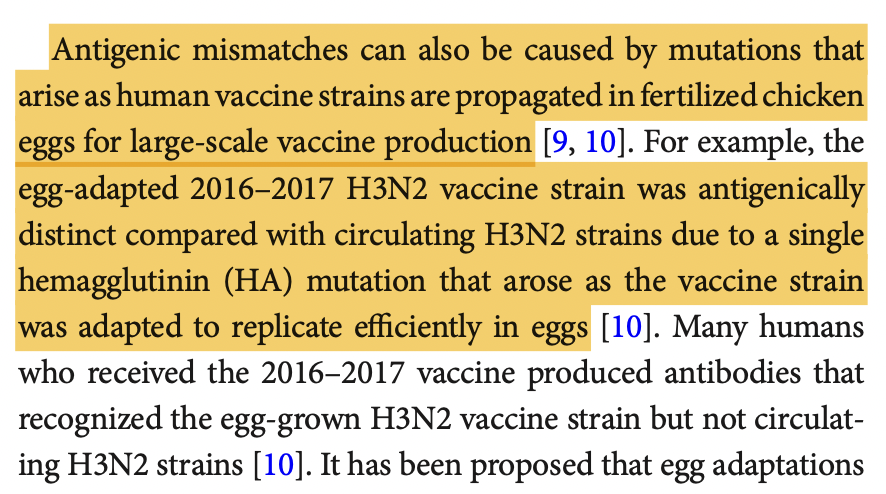 Antigenic mismatches can also be caused by mutations that
arise as human vaccine strains are propagated in fertilized chicken
eggs for large-scale vaccine production [9, 10]. For example, the
egg-adapted 2016–2017 H3N2 vaccine strain was antigenically
distinct compared with circulating H3N2 strains due to a single
hemagglutinin (HA) mutation that arose as the vaccine strain
was adapted to replicate efficiently in eggs [10]. Many humans
who received the 2016–2017 vaccine produced antibodies that
recognized the egg-grown H3N2 vaccine strain but not circulat-
ing H3N2 strains [10]. It has been proposed that egg adaptations